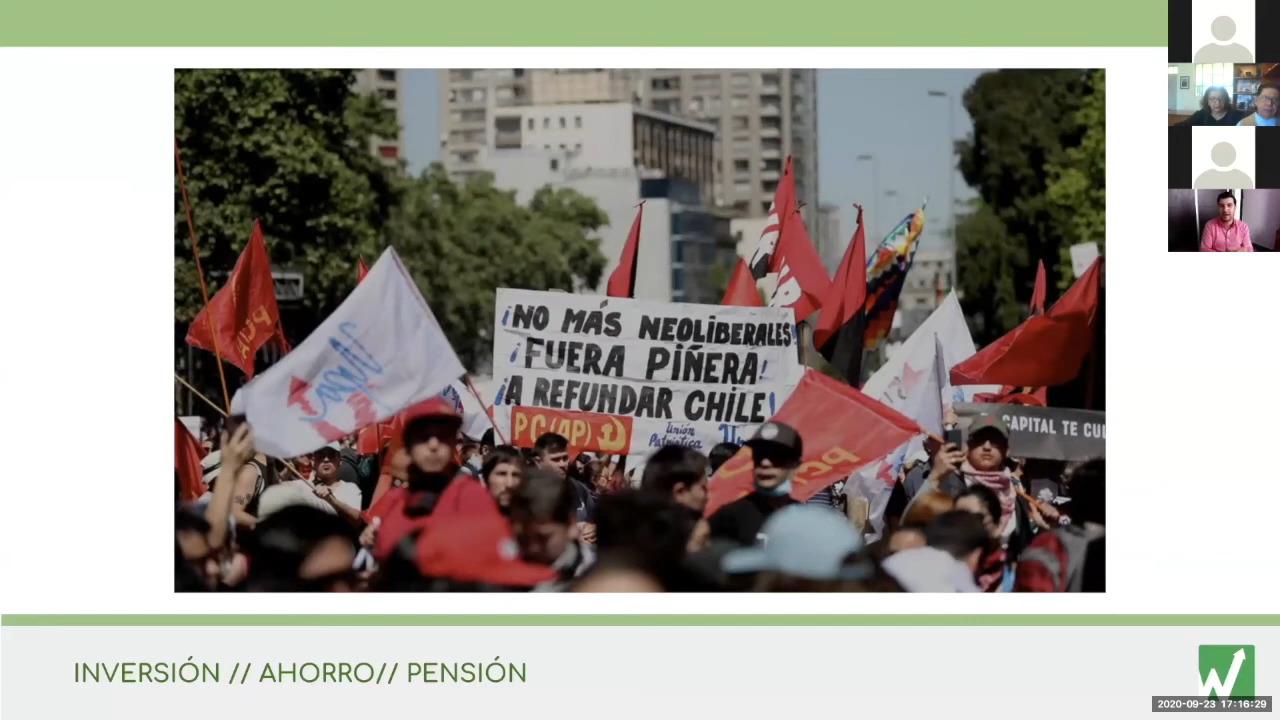 ¡NO MÁS NEOLIBERALES!
¡FUERA PIÑERA!
¡A REFUNDAR CHILE!
PC(AP)
Unión
Patriótica
CAPITAL TE CU
INVERSIÓN // AHORRO// PENSIÓN
2020-09-23 17:16:29